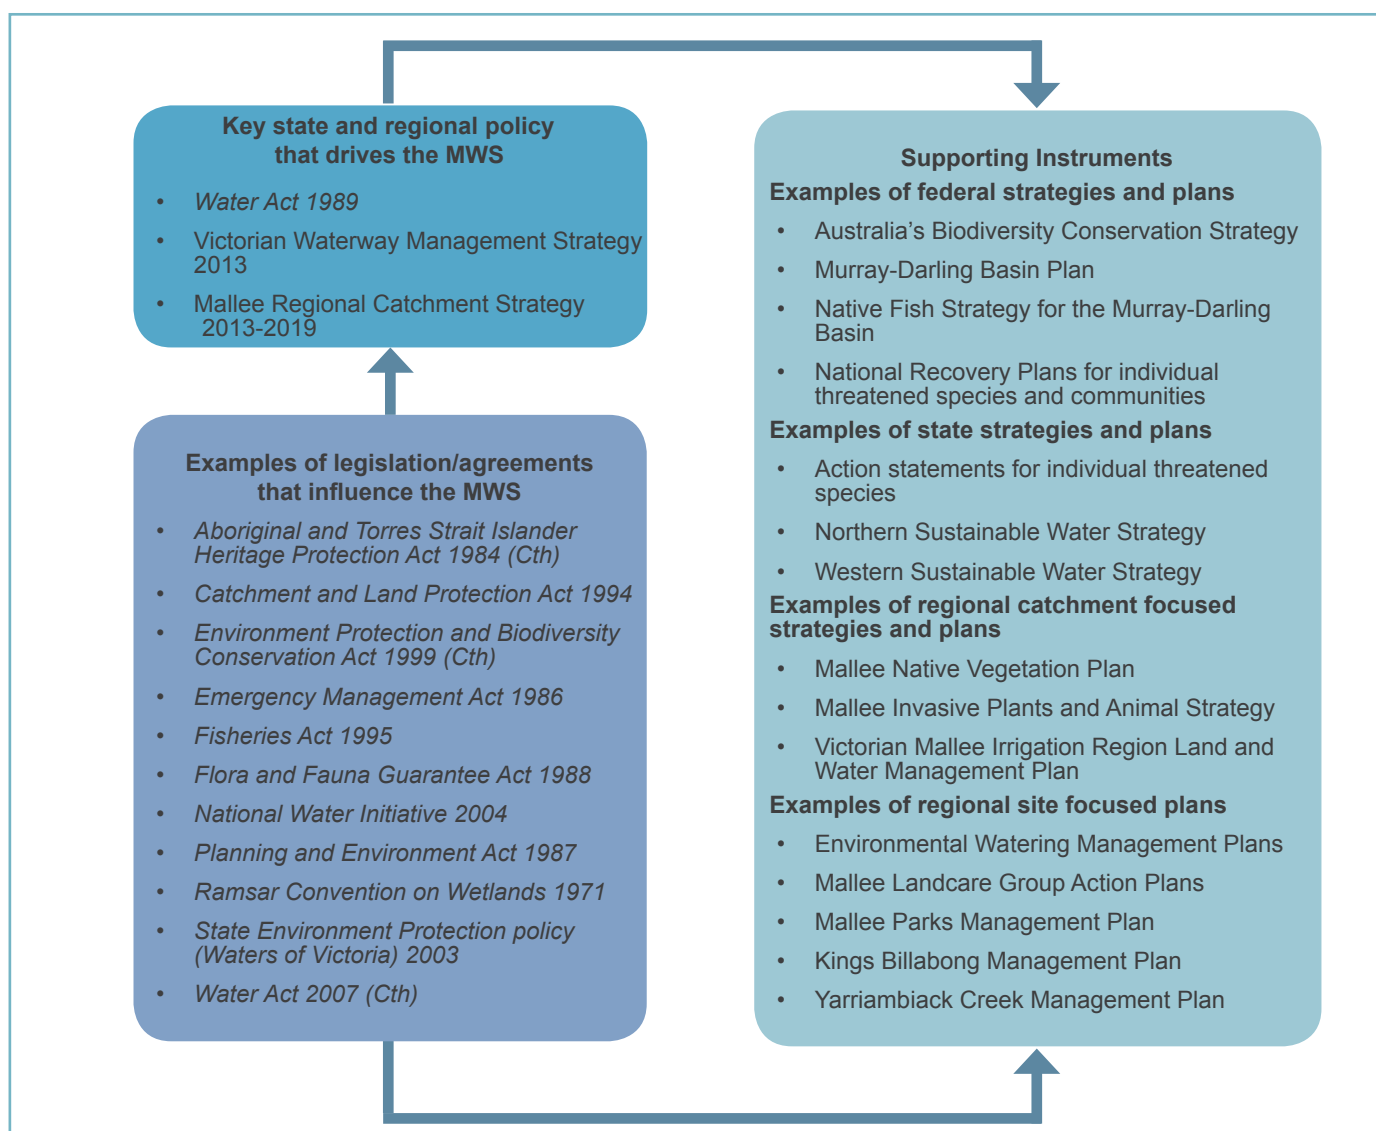 Key state and regional policy
that drives the MWS
• Water Act 1989
• Victorian Waterway Management Strategy
2013
• Mallee Regional Catchment Strategy
2013-2019
Examples of legislation/agreements
that influence the MWS
• Aboriginal and Torres Strait Islander
Heritage Protection Act 1984 (Cth)
• Catchment and Land Protection Act 1994
• Environment Protection and Biodiversity
Conservation Act 1999 (Cth)
• Emergency Management Act 1986
• Fisheries Act 1995
• Flora and Fauna Guarantee Act 1988
• National Water Initiative 2004
• Planning and Environment Act 1987
• Ramsar Convention on Wetlands 1971
• State Environment Protection policy
(Waters of Victoria) 2003
• Water Act 2007 (Cth)
Supporting Instruments
Examples of federal strategies and plans
• Australia’s Biodiversity Conservation Strategy
• Murray-Darling Basin Plan
• Native Fish Strategy for the Murray-Darling
Basin
• National Recovery Plans for individual
threatened species and communities
Examples of state strategies and plans
• Action statements for individual threatened
species
• Northern Sustainable Water Strategy
• Western Sustainable Water Strategy
Examples of regional catchment focused
strategies and plans
• Mallee Native Vegetation Plan
• Mallee Invasive Plants and Animal Strategy
• Victorian Mallee Irrigation Region Land and
Water Management Plan
Examples of regional site focused plans
• Environmental Watering Management Plans
• Mallee Landcare Group Action Plans
• Mallee Parks Management Plan
• Kings Billabong Management Plan
• Yarriambiack Creek Management Plan